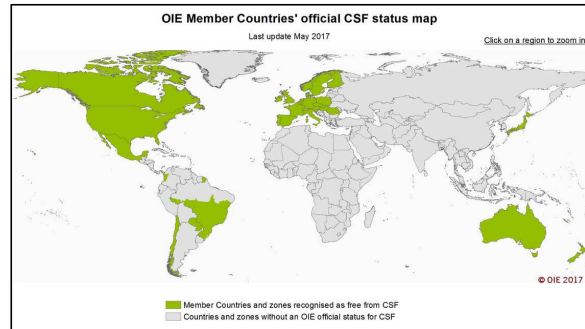 OIE Member Countries' official CSF status map
Last update May 2017
Click on a region to zoom in
© OIE 2017
Member Countries and zones recognised as free from CSF
Countries and zones without an OIE official status for CSF